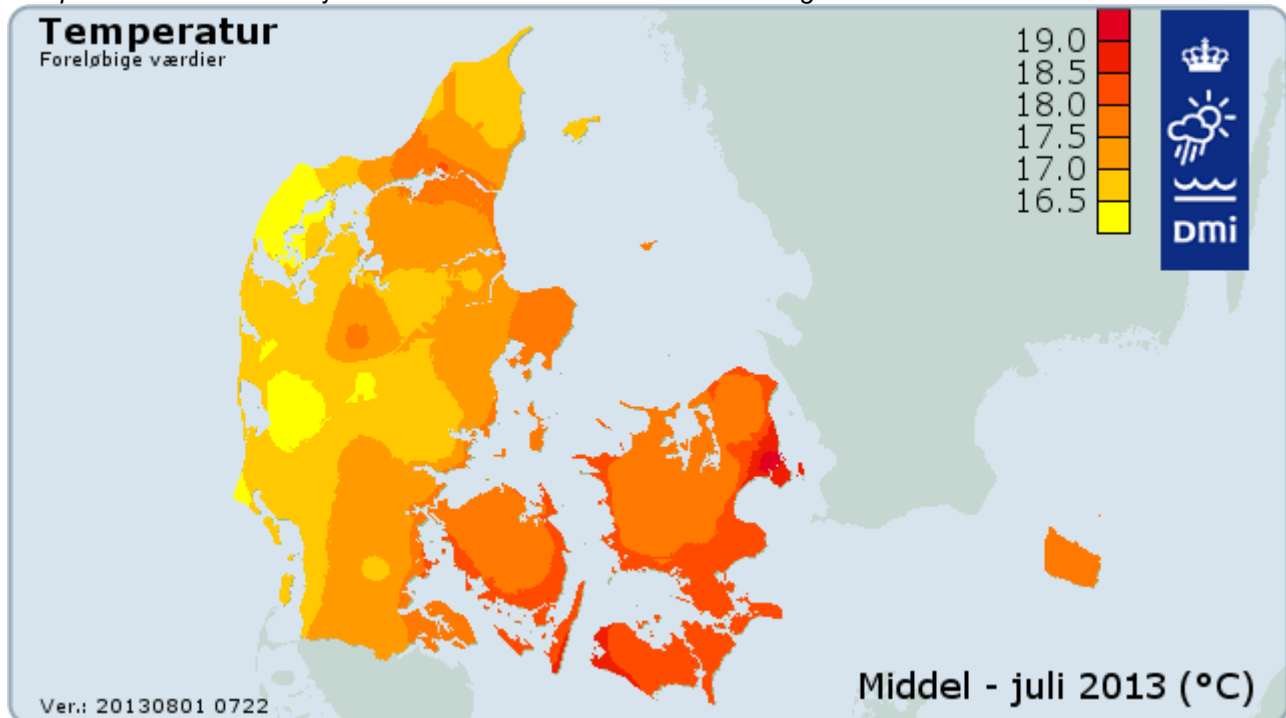 Temperatur
Foreløbige værdier
19.0
18.5
18.0
17.5
17.0
16.5
DMi
Middel - juli 2013 (°C)
Ver.: 20130801 0722